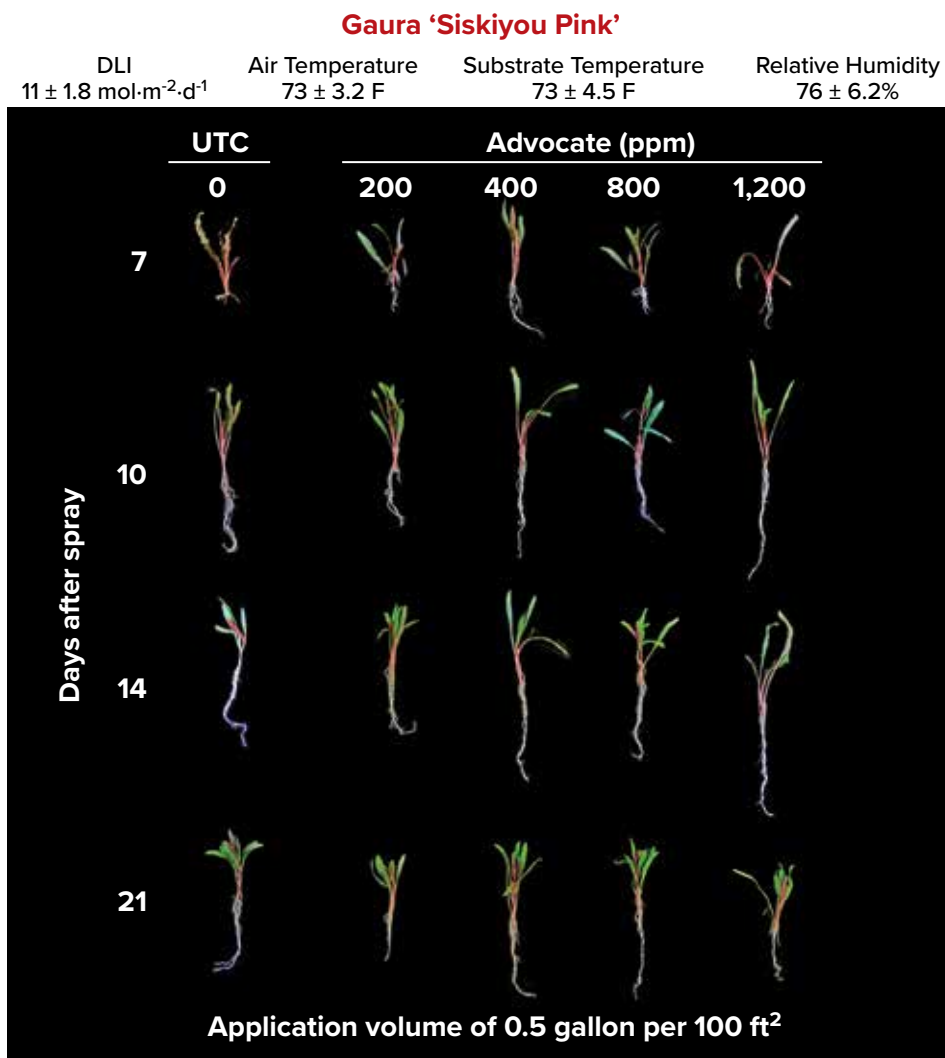 Gaura ‘Siskiyou Pink’
DLI Air Temperature Substrate Temperature Relative Humidity
11 ± 1.8 mol·m⁻²·d⁻¹ 73 ± 3.2 F 73 ± 4.5 F 76 ± 6.2%
UTC Advocate (ppm)
0 200 400 800 1,200
7
10
Days after spray
14
21
Application volume of 0.5 gallon per 100 ft²